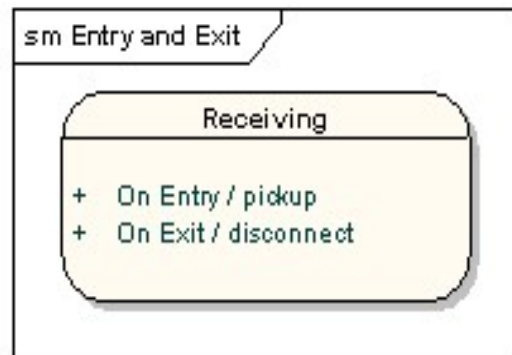 sm Entry and Exit
Receiving
+ On Entry / pickup
+ On Exit / disconnect